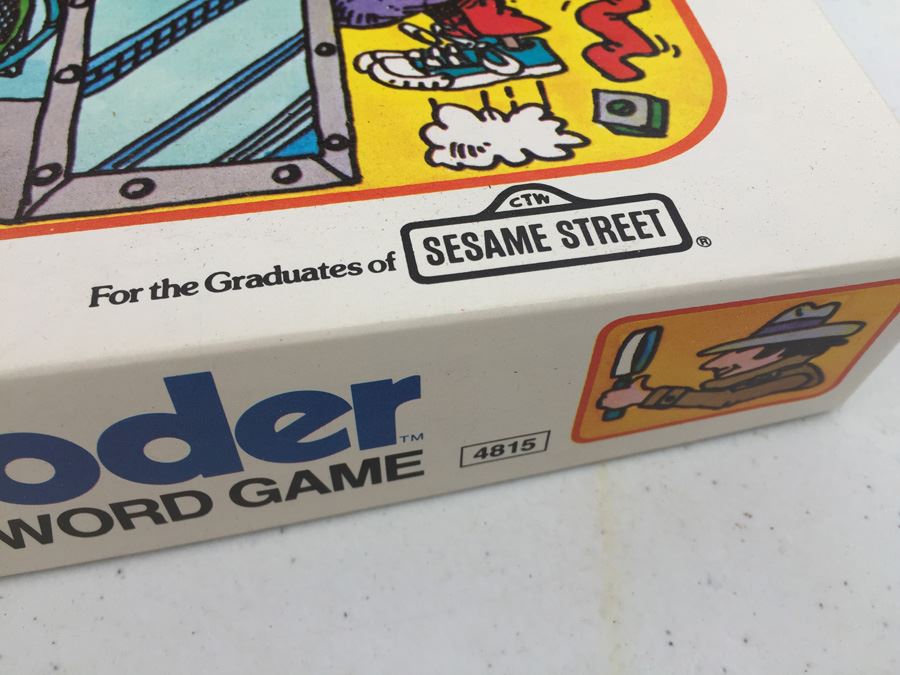 For the Graduates of
CTW
SESAME STREET®
oder™
WORD GAME
4815